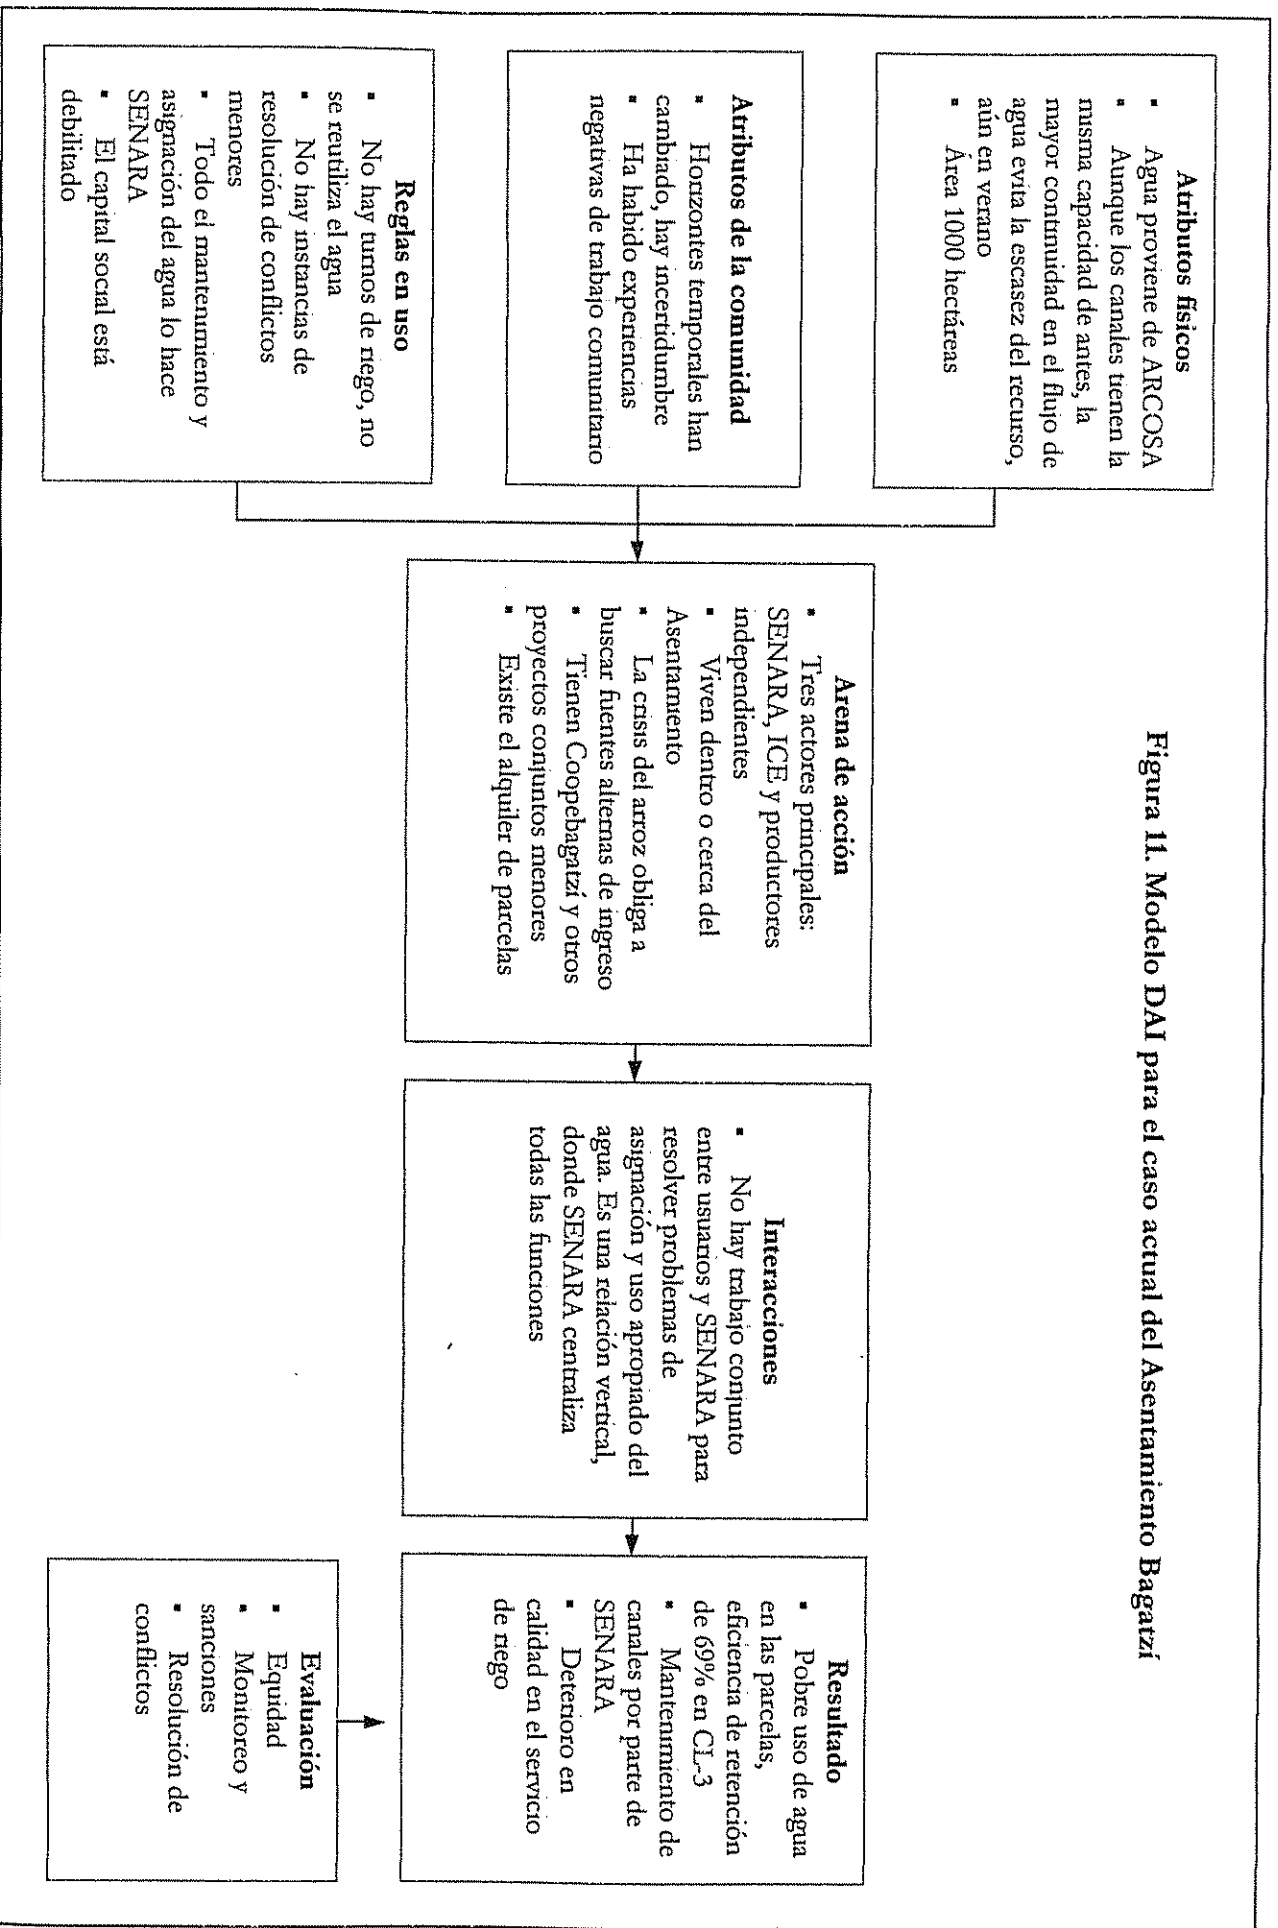 Figura 11. Modelo DAI para el caso actual del Asentamiento Bagatzí
Atributos físicos
▪ Agua proviene de ARCOSA
▪ Aunque los canales tienen la
misma capacidad de antes, la
mayor continuidad en el flujo de
agua evita la escasez del recurso,
aún en verano
▪ Área 1000 hectáreas
Atributos de la comunidad
▪ Horizontes temporales han
cambiado, hay incertidumbre
▪ Ha habido experiencias
negativas de trabajo comunitario
Reglas en uso
▪ No hay turnos de riego, no
se reutiliza el agua
▪ No hay instancias de
resolución de conflictos
menores
▪ Todo el mantenimiento y
asignación del agua lo hace
SENARA
▪ El capital social está
debilitado
Arena de acción
▪ Tres actores principales:
SENARA, ICE y productores
independientes
▪ Viven dentro o cerca del
Asentamiento
▪ La crisis del arroz obliga a
buscar fuentes alternas de ingreso
▪ Tienen Coopebagatzí y otros
proyectos conjuntos menores
▪ Existe el alquiler de parcelas
Interacciones
▪ No hay trabajo conjunto
entre usuarios y SENARA para
resolver problemas de
asignación y uso apropiado del
agua. Es una relación vertical,
donde SENARA centraliza
todas las funciones
Resultado
▪ Pobre uso de agua
en las parcelas,
eficiencia de retención
de 69% en CL-3
▪ Mantenimiento de
canales por parte de
SENARA
▪ Deterioro en
calidad en el servicio
de riego
Evaluación
▪ Equidad
▪ Monitoreo y
sanciones
▪ Resolución de
conflictos